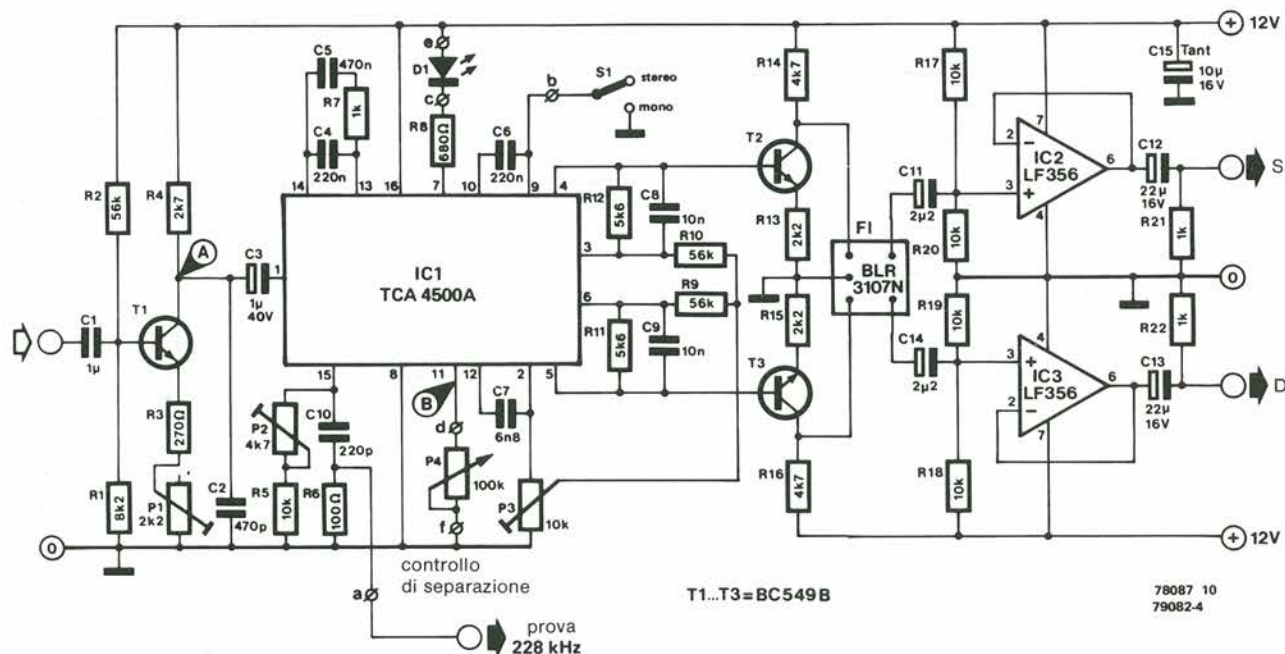 12V
C5
470n
R7
1k
C4
220n
14
13
16
e
D1
c
R8
680Ω
7
C6
220n
10
9
b
S1
stereo
mono
4
R14
4k7
T2
R17
10k
C15 Tant
10µ
16V
R2
56k
R4
2k7
A
C3
1µ
40V
1
IC1
TCA 4500A
R12
5k6
C8
10n
R10
56k
3
R13
2k2
C11
2µ2
FI
BLR
3107N
R20
10k
7
2
−
IC2
LF356
3
+
6
4
C12
22µ
16V
R21
1k
S
0
C1
1µ
T1
6
R9
56k
R11
5k6
C9
10n
5
R15
2k2
T3
R19
10k
C14
2µ2
R22
1k
4
3
+
IC3
LF356
2
−
6
7
C13
22µ
16V
D
R3
270Ω
P1
2k2
R1
8k2
C2
470p
15
8
11
12
2
B
P2
4k7
C10
220p
R5
10k
R6
100Ω
d
P4
100k
f
C7
6n8
P3
10k
R16
4k7
R18
10k
12V
0
controllo
di separazione
a
prova
228 kHz
T1...T3=BC549B
78087 10
79082-4